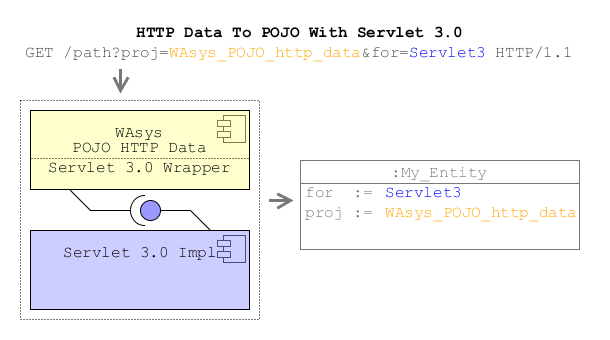 HTTP Data To POJO With Servlet 3.0
GET /path?proj=WAsys_POJO_http_data&for=Servlet3 HTTP/1.1
WAsys
POJO HTTP Data
Servlet 3.0 Wrapper
Servlet 3.0 Impl
:My_Entity
for := Servlet3
proj := WAsys_POJO_http_data